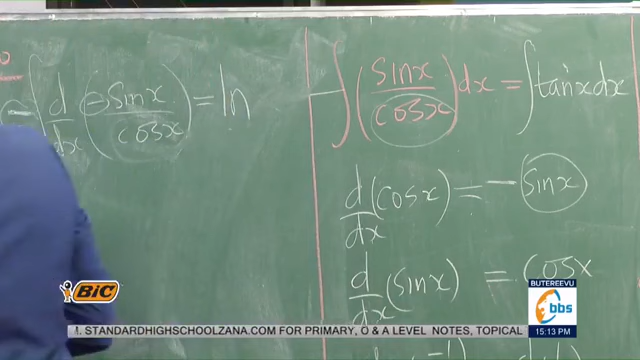 - ∫ d/dx (- sinx / cosx) = ln
∫ (sinx / cosx) dx = ∫ tanx dx
d/dx (cosx) = - sinx
d/dx (sinx) = cosx
BIC
BUTEREEVU
bbs
15:13 PM
1. STANDARDHIGHSCHOOLZANA.COM FOR PRIMARY, O & A LEVEL NOTES, TOPICAL